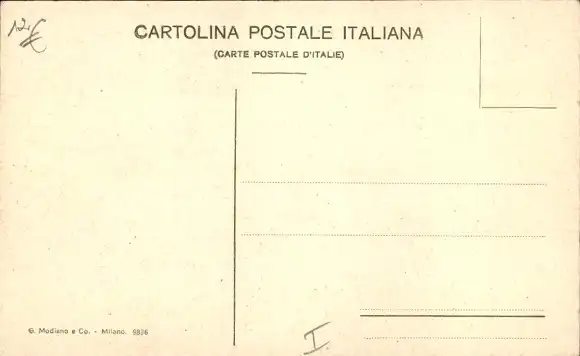 12€
CARTOLINA POSTALE ITALIANA
(CARTE POSTALE D'ITALIE)
G. Modiano e Co. - Milano. 5836
I.